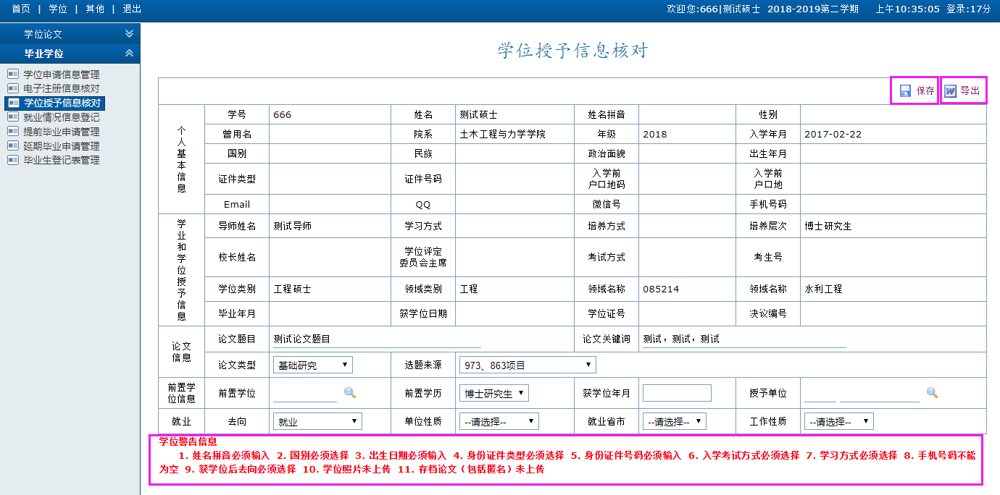 首页 | 学位 | 其他 | 退出
欢迎您:666|测试硕士 2018-2019第二学期 上午10:35:05 登录:17分
学位论文
毕业学位
学位申请信息管理
电子注册信息核对
学位授予信息核对
就业情况信息登记
提前毕业申请管理
延期毕业申请管理
毕业生登记表管理
学位授予信息核对
保存 导出
个人基本信息
学号 666 姓名 测试硕士 姓名拼音 性别
曾用名 院系 土木工程与力学学院 年级 2018 入学年月 2017-02-22
国别 民族 政治面貌 出生年月
证件类型 证件号码 入学前户口地码 入学前户口地
Email QQ 微信号 手机号码
学业和学位授予信息
导师姓名 测试导师 学习方式 培养方式 培养层次 博士研究生
校长姓名 学位评定委员会主席 考试方式 考生号
学位类别 工程硕士 领域类别 工程 领域名称 085214 领域名称 水利工程
毕业年月 获学位日期 学位证号 决议编号
论文信息
论文题目 测试论文题目 论文关键词 测试，测试，测试
论文类型 基础研究 选题来源 973、863项目
前置学位信息 前置学位 前置学历 博士研究生 获学位年月 授予单位
就业 去向 就业 单位性质 --请选择-- 就业省市 --请选择-- 工作性质 --请选择--
学位警告信息
1. 姓名拼音必须输入 2. 国别必须选择 3. 出生日期必须输入 4. 身份证件类型必须选择 5. 身份证件号码必须输入 6. 入学考试方式必须选择 7. 学习方式必须选择 8. 手机号码不能
为空 9. 获学位后去向必须选择 10. 学位照片未上传 11. 存档论文（包括匿名）未上传